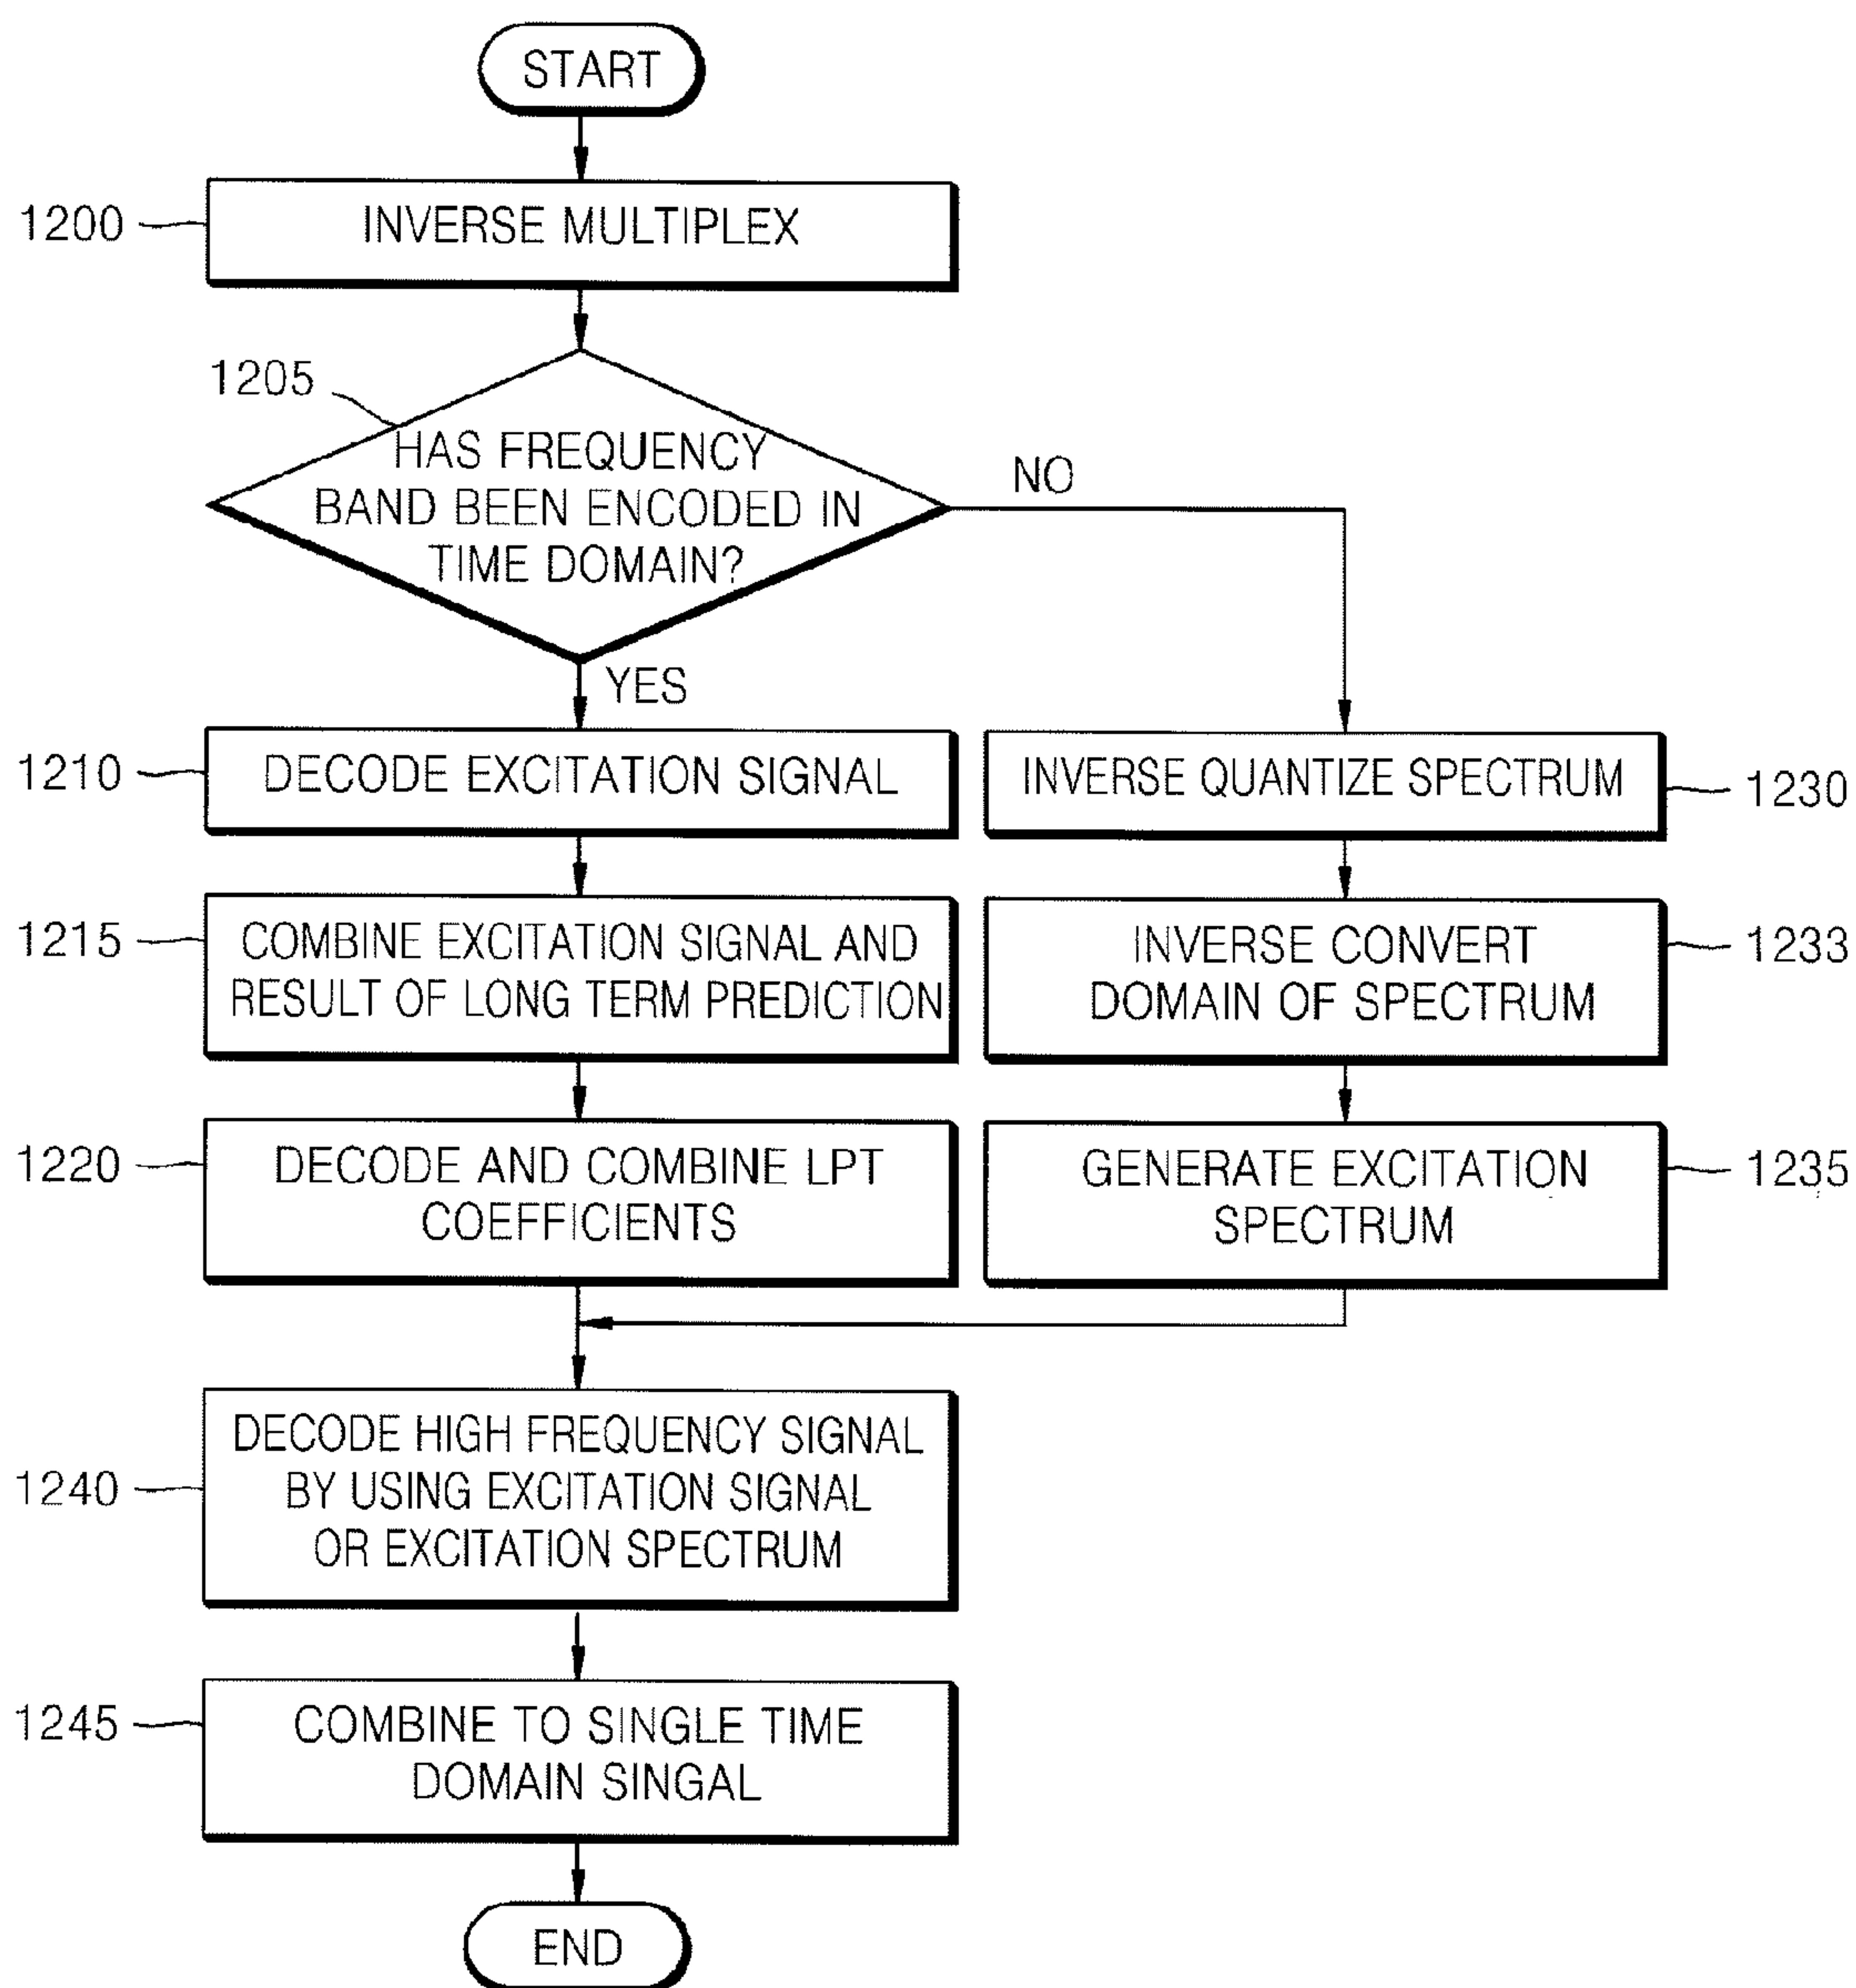 START
1200
INVERSE MULTIPLEX
1205
HAS FREQUENCY
BAND BEEN ENCODED IN
TIME DOMAIN?
NO
YES
1210
DECODE EXCITATION SIGNAL
INVERSE QUANTIZE SPECTRUM
1230
1215
COMBINE EXCITATION SIGNAL AND
RESULT OF LONG TERM PREDICTION
INVERSE CONVERT
DOMAIN OF SPECTRUM
1233
1220
DECODE AND COMBINE LPT
COEFFICIENTS
GENERATE EXCITATION
SPECTRUM
1235
1240
DECODE HIGH FREQUENCY SIGNAL
BY USING EXCITATION SIGNAL
OR EXCITATION SPECTRUM
1245
COMBINE TO SINGLE TIME
DOMAIN SINGAL
END